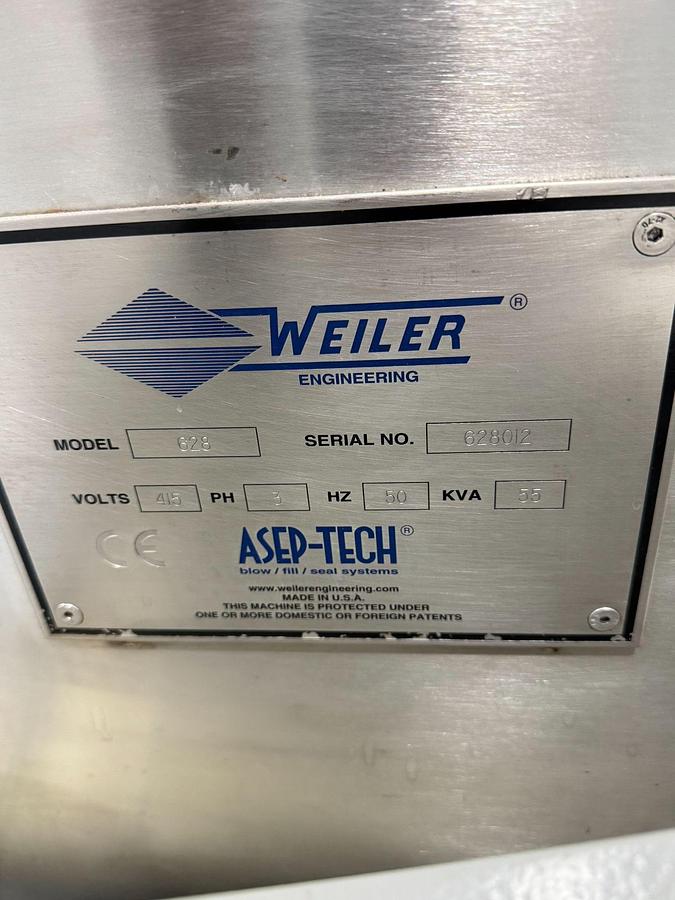 WEILER ®
ENGINEERING
MODEL 628 SERIAL NO. 628012
VOLTS 415 PH 3 HZ 50 KVA 55
CE ASEP-TECH ®
blow / fill / seal systems
www.weilerengineering.com
MADE IN U.S.A.
THIS MACHINE IS PROTECTED UNDER
ONE OR MORE DOMESTIC OR FOREIGN PATENTS